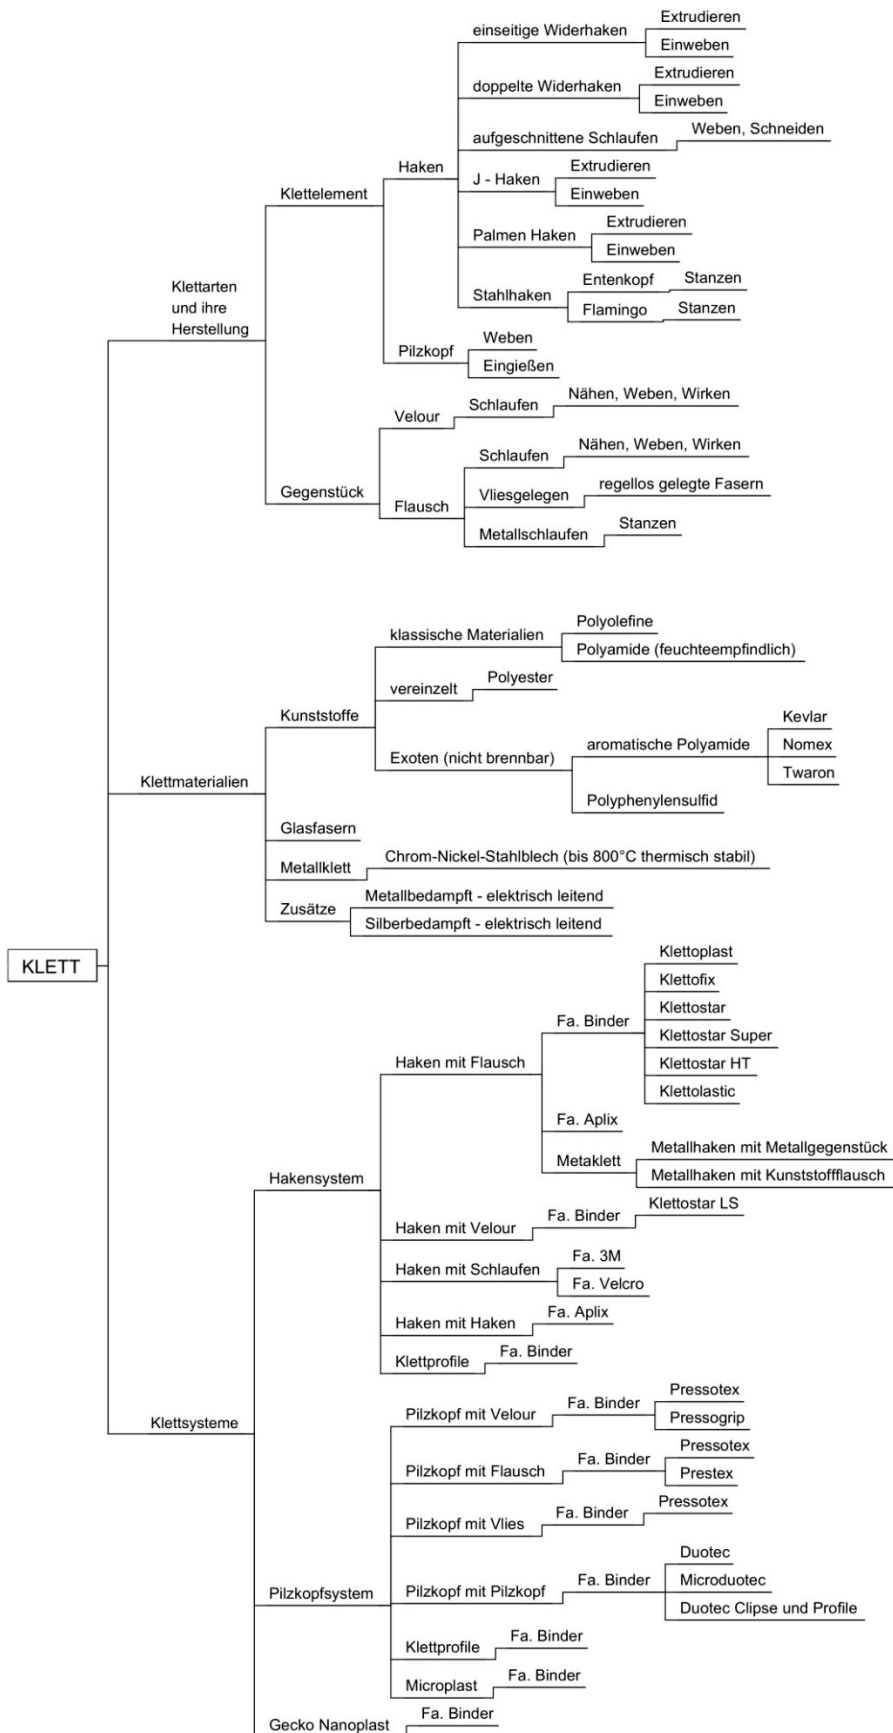 KLETT
Klettarten
und ihre
Herstellung
Klettelement
Haken
einseitige Widerhaken
Extrudieren
Einweben
doppelte Widerhaken
Extrudieren
Einweben
aufgeschnittene Schlaufen
Weben, Schneiden
J - Haken
Extrudieren
Einweben
Palmen Haken
Extrudieren
Einweben
Stahlhaken
Entenkopf
Stanzen
Flamingo
Stanzen
Pilzkopf
Weben
Eingießen
Gegenstück
Velour
Schlaufen
Nähen, Weben, Wirken
Flausch
Schlaufen
Nähen, Weben, Wirken
Vliesgelegen
regellos gelegte Fasern
Metallschlaufen
Stanzen
Klettmaterialien
Kunststoffe
klassische Materialien
Polyolefine
Polyamide (feuchteempfindlich)
vereinzelt
Polyester
Exoten (nicht brennbar)
aromatische Polyamide
Kevlar
Nomex
Twaron
Polyphenylensulfid
Glasfasern
Metallklett
Chrom-Nickel-Stahlblech (bis 800°C thermisch stabil)
Zusätze
Metallbedampft - elektrisch leitend
Silberbedampft - elektrisch leitend
Klettsysteme
Hakensystem
Haken mit Flausch
Fa. Binder
Klettoplast
Klettofix
Klettostar
Klettostar Super
Klettostar HT
Klettolastic
Fa. Aplix
Metaklett
Metallhaken mit Metallgegenstück
Metallhaken mit Kunststoffflausch
Haken mit Velour
Fa. Binder
Klettostar LS
Haken mit Schlaufen
Fa. 3M
Fa. Velcro
Haken mit Haken
Fa. Aplix
Klettprofile
Fa. Binder
Pilzkopfsystem
Pilzkopf mit Velour
Fa. Binder
Pressotex
Pressogrip
Pilzkopf mit Flausch
Fa. Binder
Pressotex
Prestex
Pilzkopf mit Vlies
Fa. Binder
Pressotex
Pilzkopf mit Pilzkopf
Fa. Binder
Duotec
Microduotec
Duotec Clipse und Profile
Klettprofile
Fa. Binder
Microplast
Fa. Binder
Gecko Nanoplast
Fa. Binder